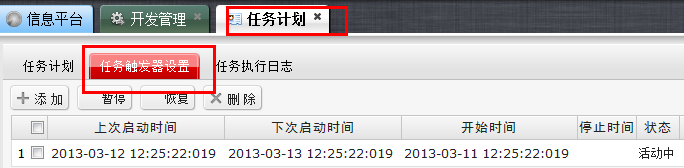 信息平台 开发管理 任务计划
任务计划 任务触发器设置 任务执行日志
添加 暂停 恢复 删除
上次启动时间 下次启动时间 开始时间 停止时间 状态
1 2013-03-12 12:25:22:019 2013-03-13 12:25:22:019 2013-03-11 12:25:22:019 活动中